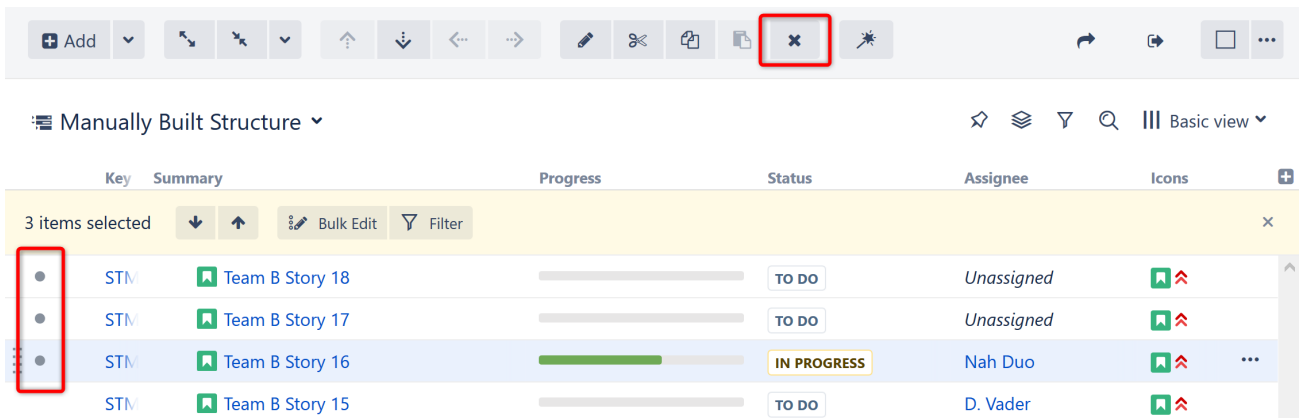 Add
Manually Built Structure
Basic view
Key Summary Progress Status Assignee Icons
3 items selected Bulk Edit Filter
STM Team B Story 18 TO DO Unassigned
STM Team B Story 17 TO DO Unassigned
STM Team B Story 16 IN PROGRESS Nah Duo
STM Team B Story 15 TO DO D. Vader